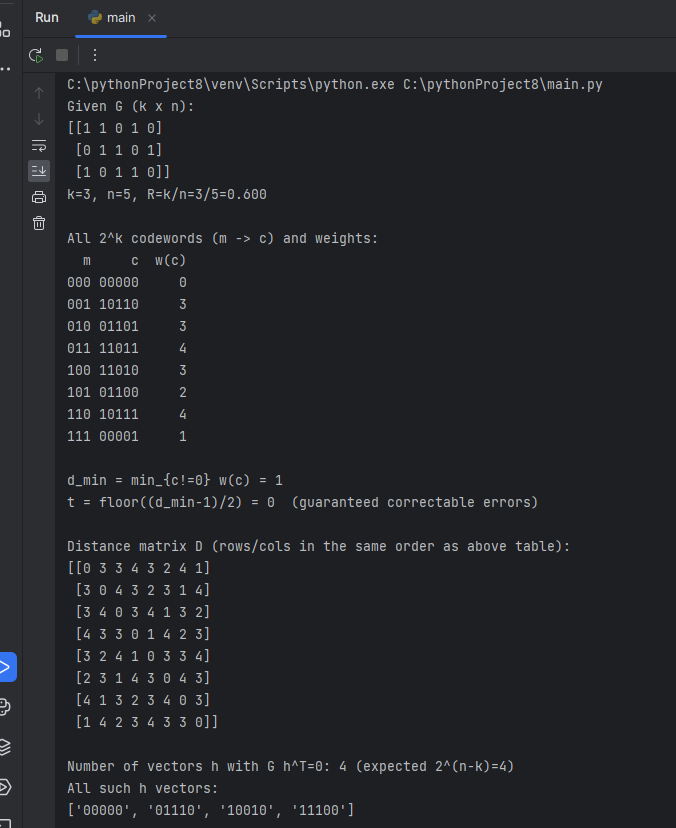 Run main
C:\pythonProject8\venv\Scripts\python.exe C:\pythonProject8\main.py
Given G (k x n):
[[1 1 0 1 0]
 [0 1 1 0 1]
 [1 0 1 1 0]]
k=3, n=5, R=k/n=3/5=0.600
All 2^k codewords (m -> c) and weights:
  m     c  w(c)
000 00000     0
001 10110     3
010 01101     3
011 11011     4
100 11010     3
101 01100     2
110 10111     4
111 00001     1
d_min = min_{c!=0} w(c) = 1
t = floor((d_min-1)/2) = 0  (guaranteed correctable errors)
Distance matrix D (rows/cols in the same order as above table):
[[0 3 3 4 3 2 4 1]
 [3 0 4 3 2 3 1 4]
 [3 4 0 3 4 1 3 2]
 [4 3 3 0 1 4 2 3]
 [3 2 4 1 0 3 3 4]
 [2 3 1 4 3 0 4 3]
 [4 1 3 2 3 4 0 3]
 [1 4 2 3 4 3 3 0]]
Number of vectors h with G h^T=0: 4 (expected 2^(n-k)=4)
All such h vectors:
['00000', '01110', '10010', '11100']